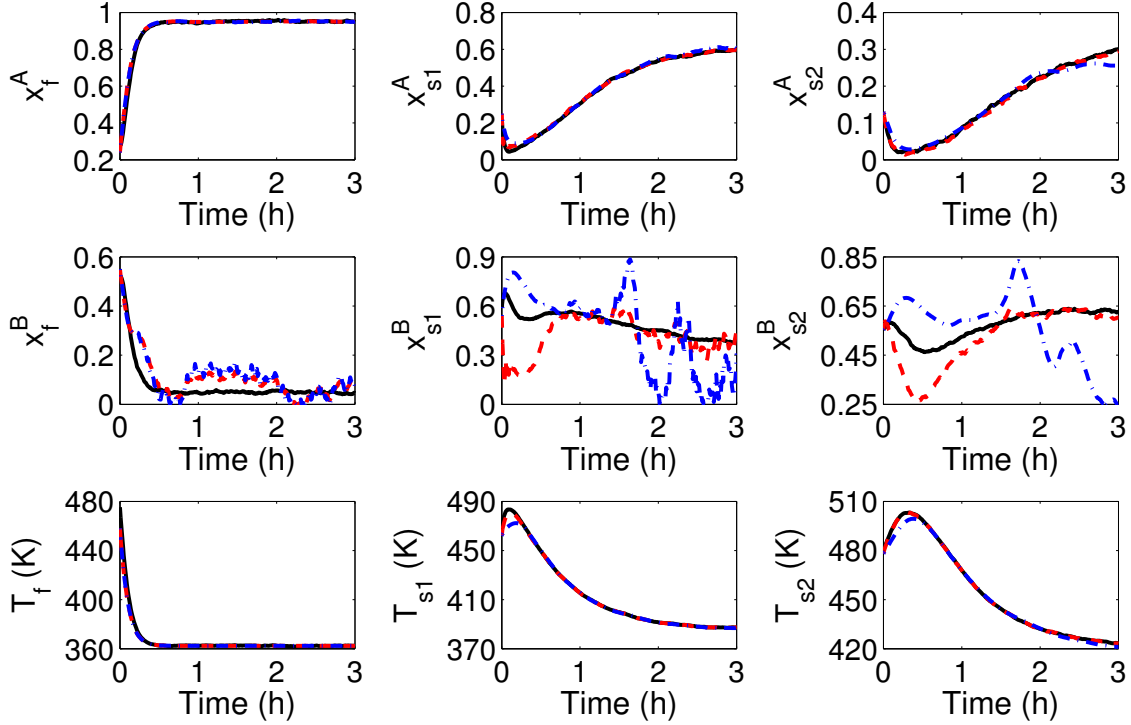 1
0.8
0.6
0.4
0.2
x_f^A
0 1 2 3
Time (h)
0.8
0.6
0.4
0.2
0
x_s1^A
0 1 2 3
Time (h)
0.4
0.3
0.2
0.1
0
x_s2^A
0 1 2 3
Time (h)
0.6
0.4
0.2
0
x_f^B
0 1 2 3
Time (h)
0.9
0.6
0.3
0
x_s1^B
0 1 2 3
Time (h)
0.85
0.65
0.45
0.25
x_s2^B
0 1 2 3
Time (h)
480
440
400
360
T_f (K)
0 1 2 3
Time (h)
490
450
410
370
T_s1 (K)
0 1 2 3
Time (h)
510
480
450
420
T_s2 (K)
0 1 2 3
Time (h)